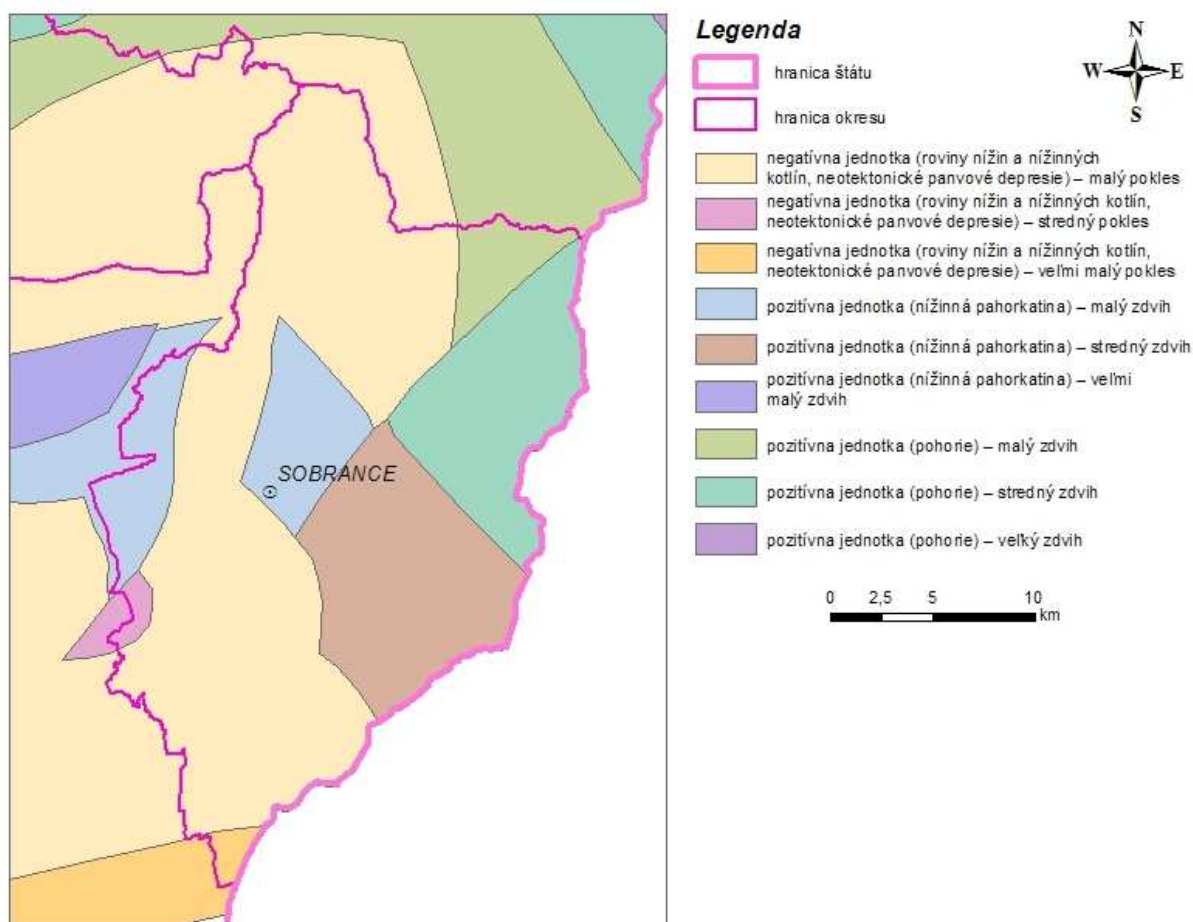 Legenda
N
W E
S
hranica štátu
hranica okresu
negatívna jednotka (roviny nížin a nížinných
kotlín, neotektonické panvové depresie) – malý pokles
negatívna jednotka (roviny nížin a nížinných kotlín,
neotektonické panvové depresie) – stredný pokles
negatívna jednotka (roviny nížin a nížinných kotlín,
neotektonické panvové depresie) – veľmi malý pokles
pozitívna jednotka (nížinná pahorkatina) – malý zdvih
pozitívna jednotka (nížinná pahorkatina) – stredný zdvih
pozitívna jednotka (nížinná pahorkatina) – veľmi
malý zdvih
pozitívna jednotka (pohorie) – malý zdvih
pozitívna jednotka (pohorie) – stredný zdvih
pozitívna jednotka (pohorie) – veľký zdvih
0 2,5 5 10
km
SOBRANCE